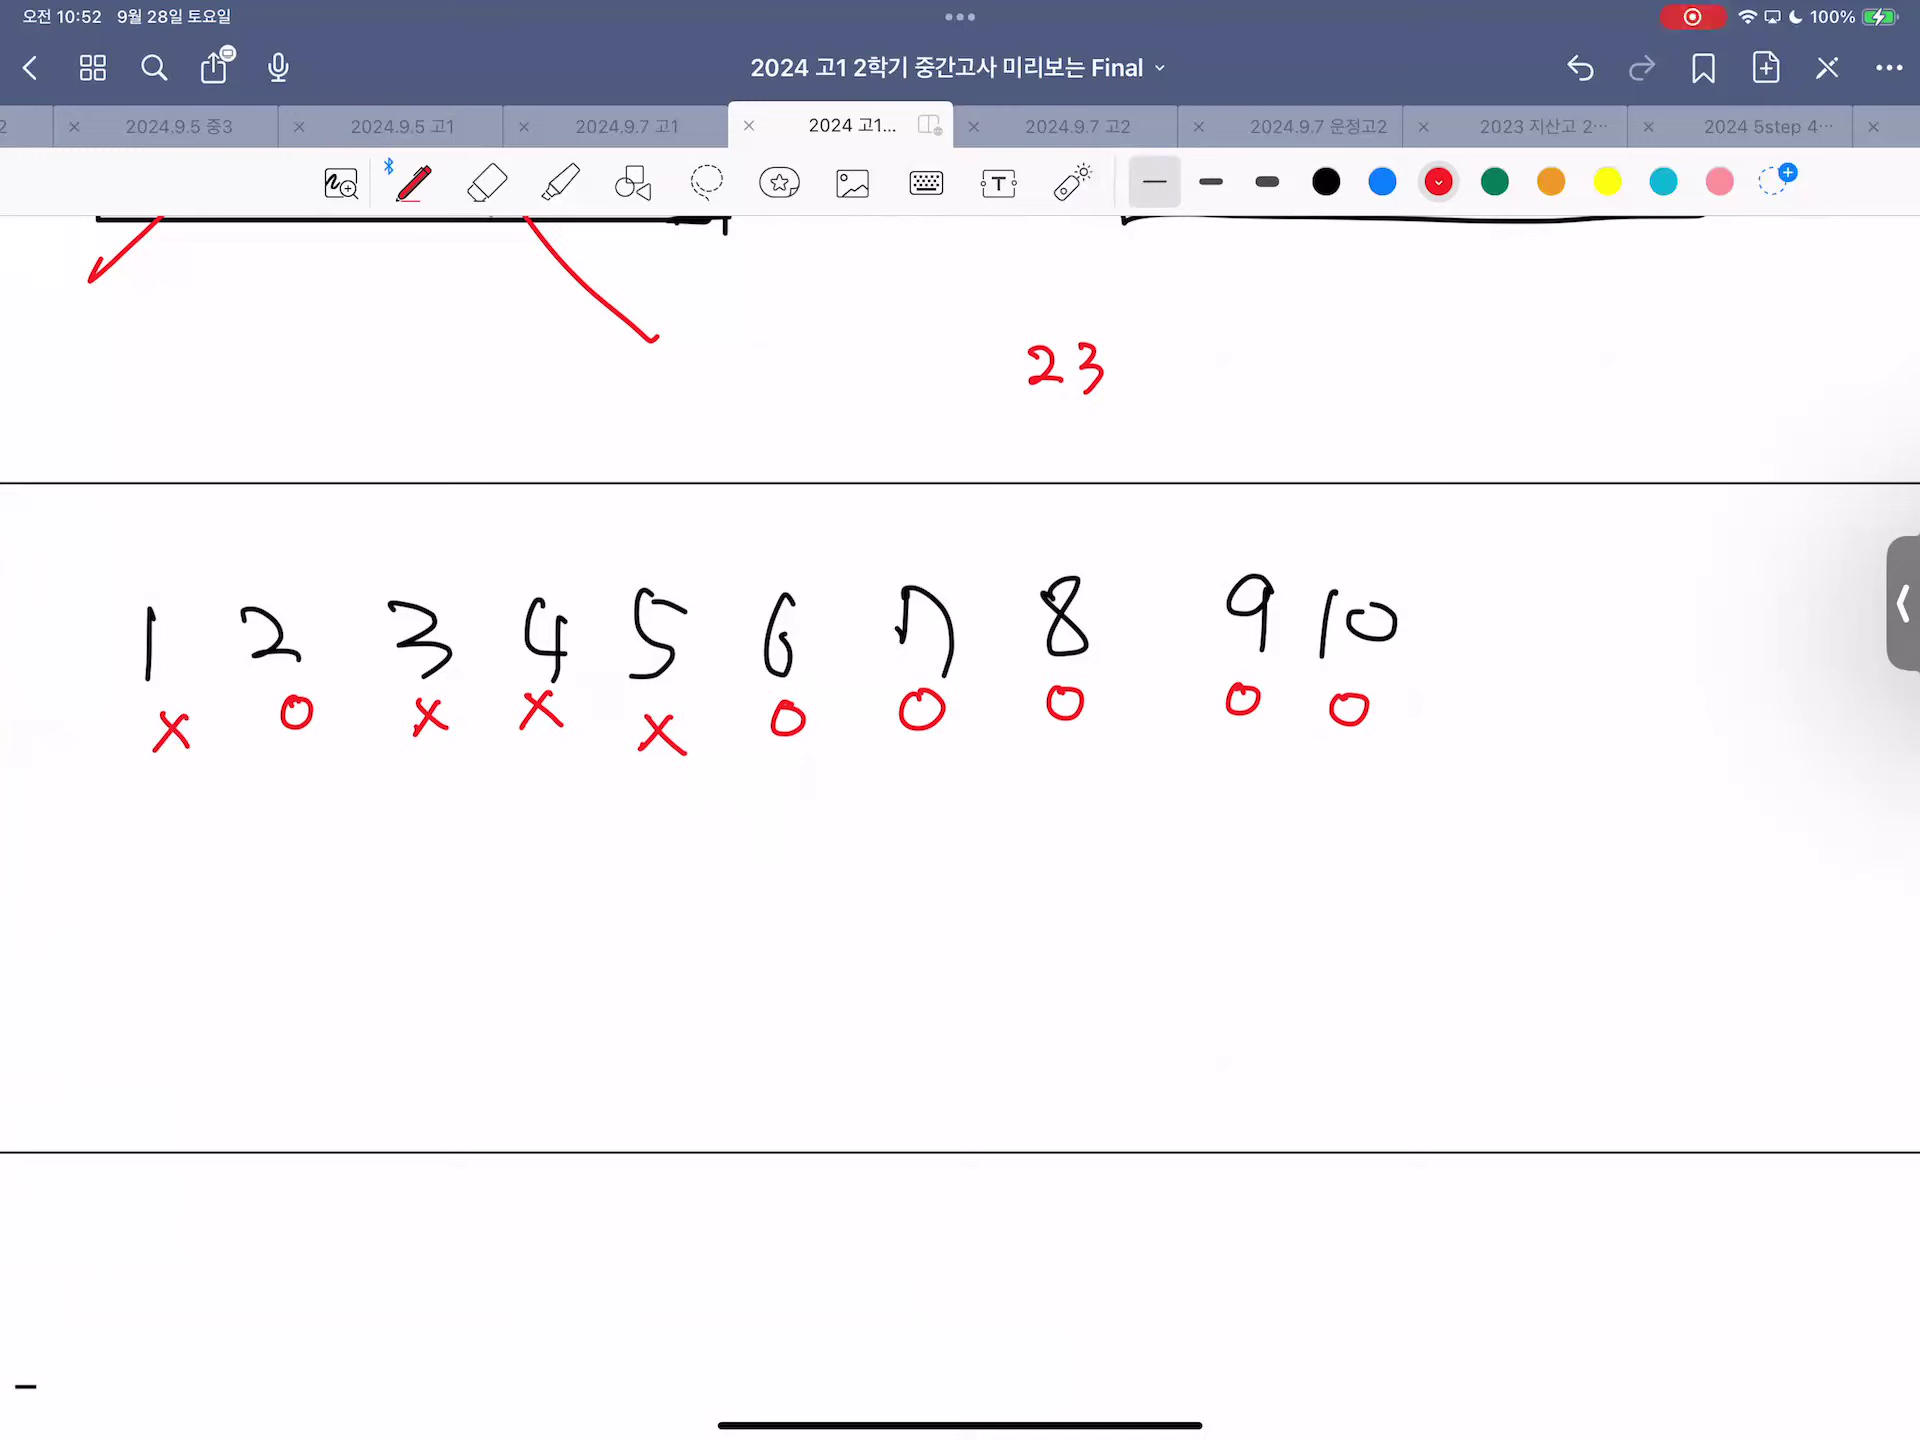 오전 10:52 9월 28일 토요일
100%
2024 고1 2학기 중간고사 미리보는 Final
2 2024.9.5 중3 2024.9.5 고1 2024.9.7 고1 2024 고1... 2024.9.7 고2 2024.9.7 운정고2 2023 지산고 2… 2024 5step 4…
T
23
1 2 3 4 5 6 7 8 9 10
x o x x x o o o o o